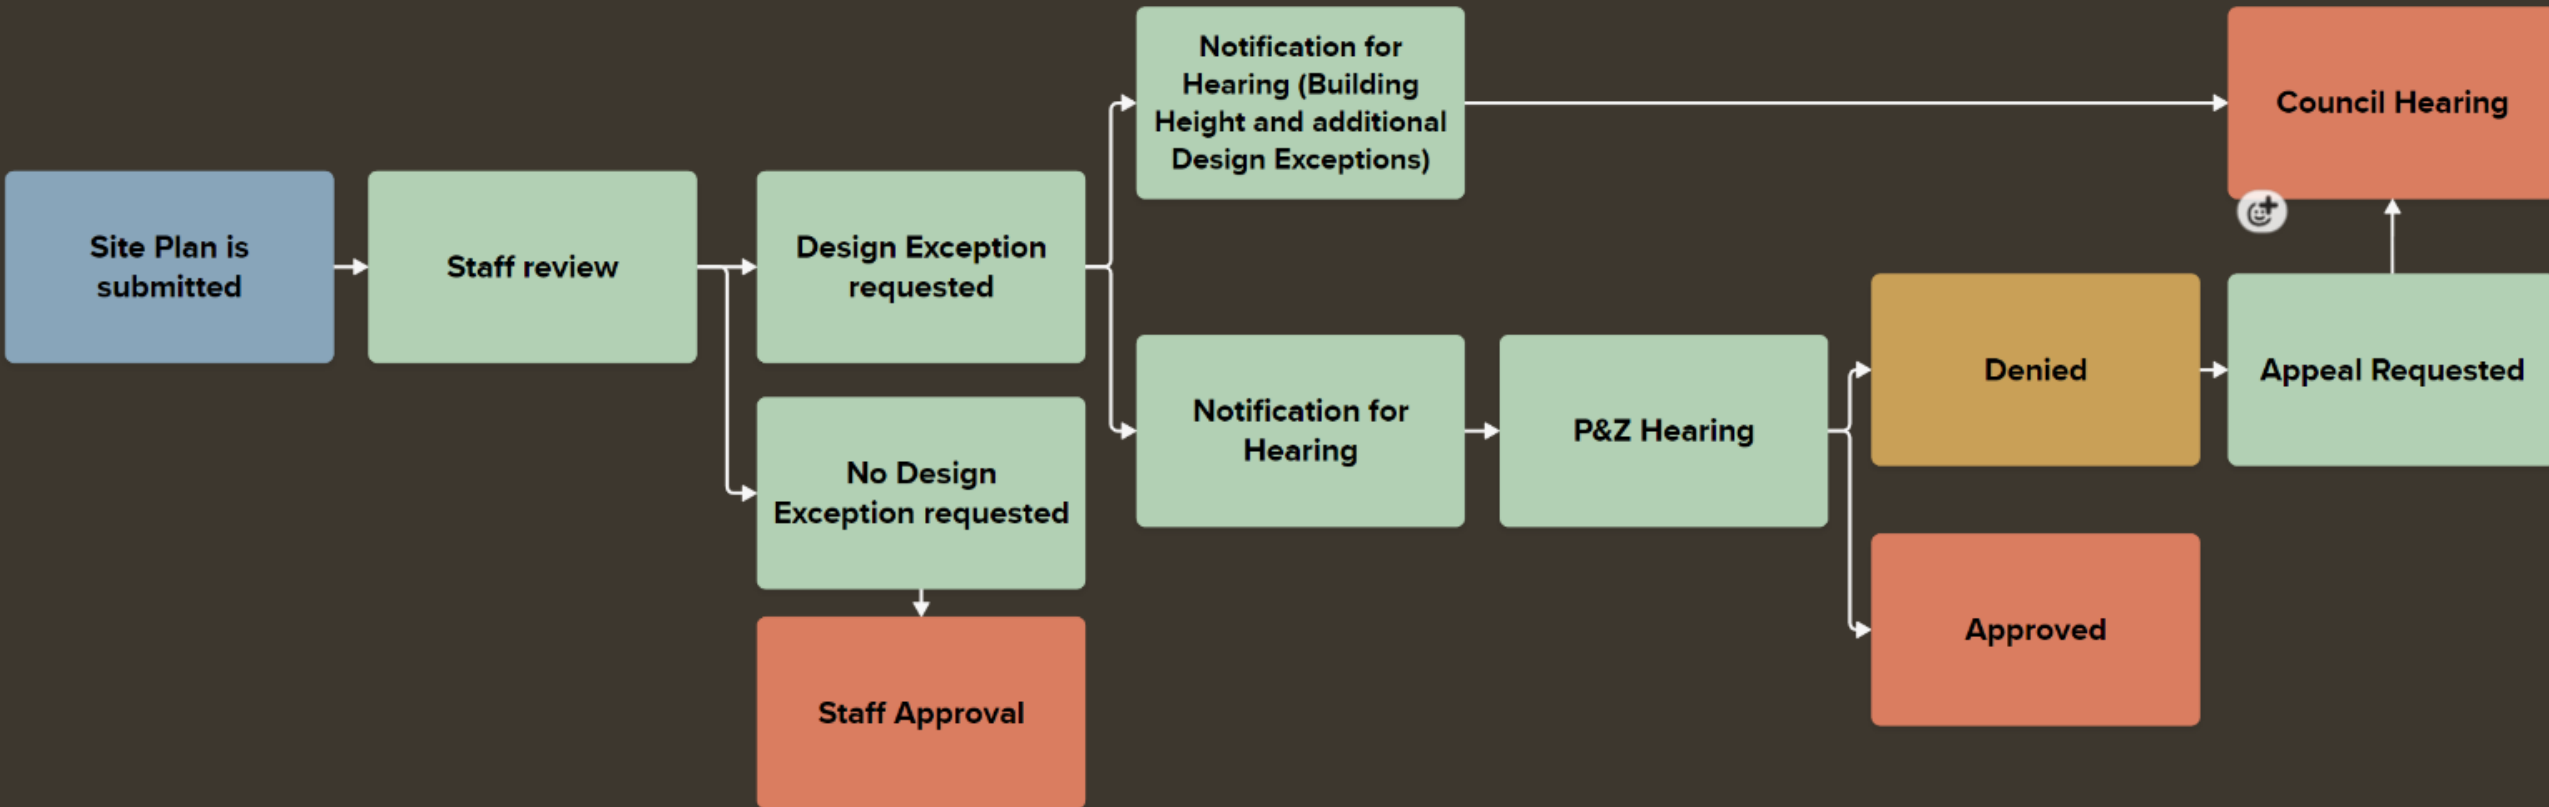 Site Plan is
submitted
Staff review
Design Exception
requested
No Design
Exception requested
Staff Approval
Notification for
Hearing (Building
Height and additional
Design Exceptions)
Notification for
Hearing
P&Z Hearing
Denied
Approved
Appeal Requested
Council Hearing